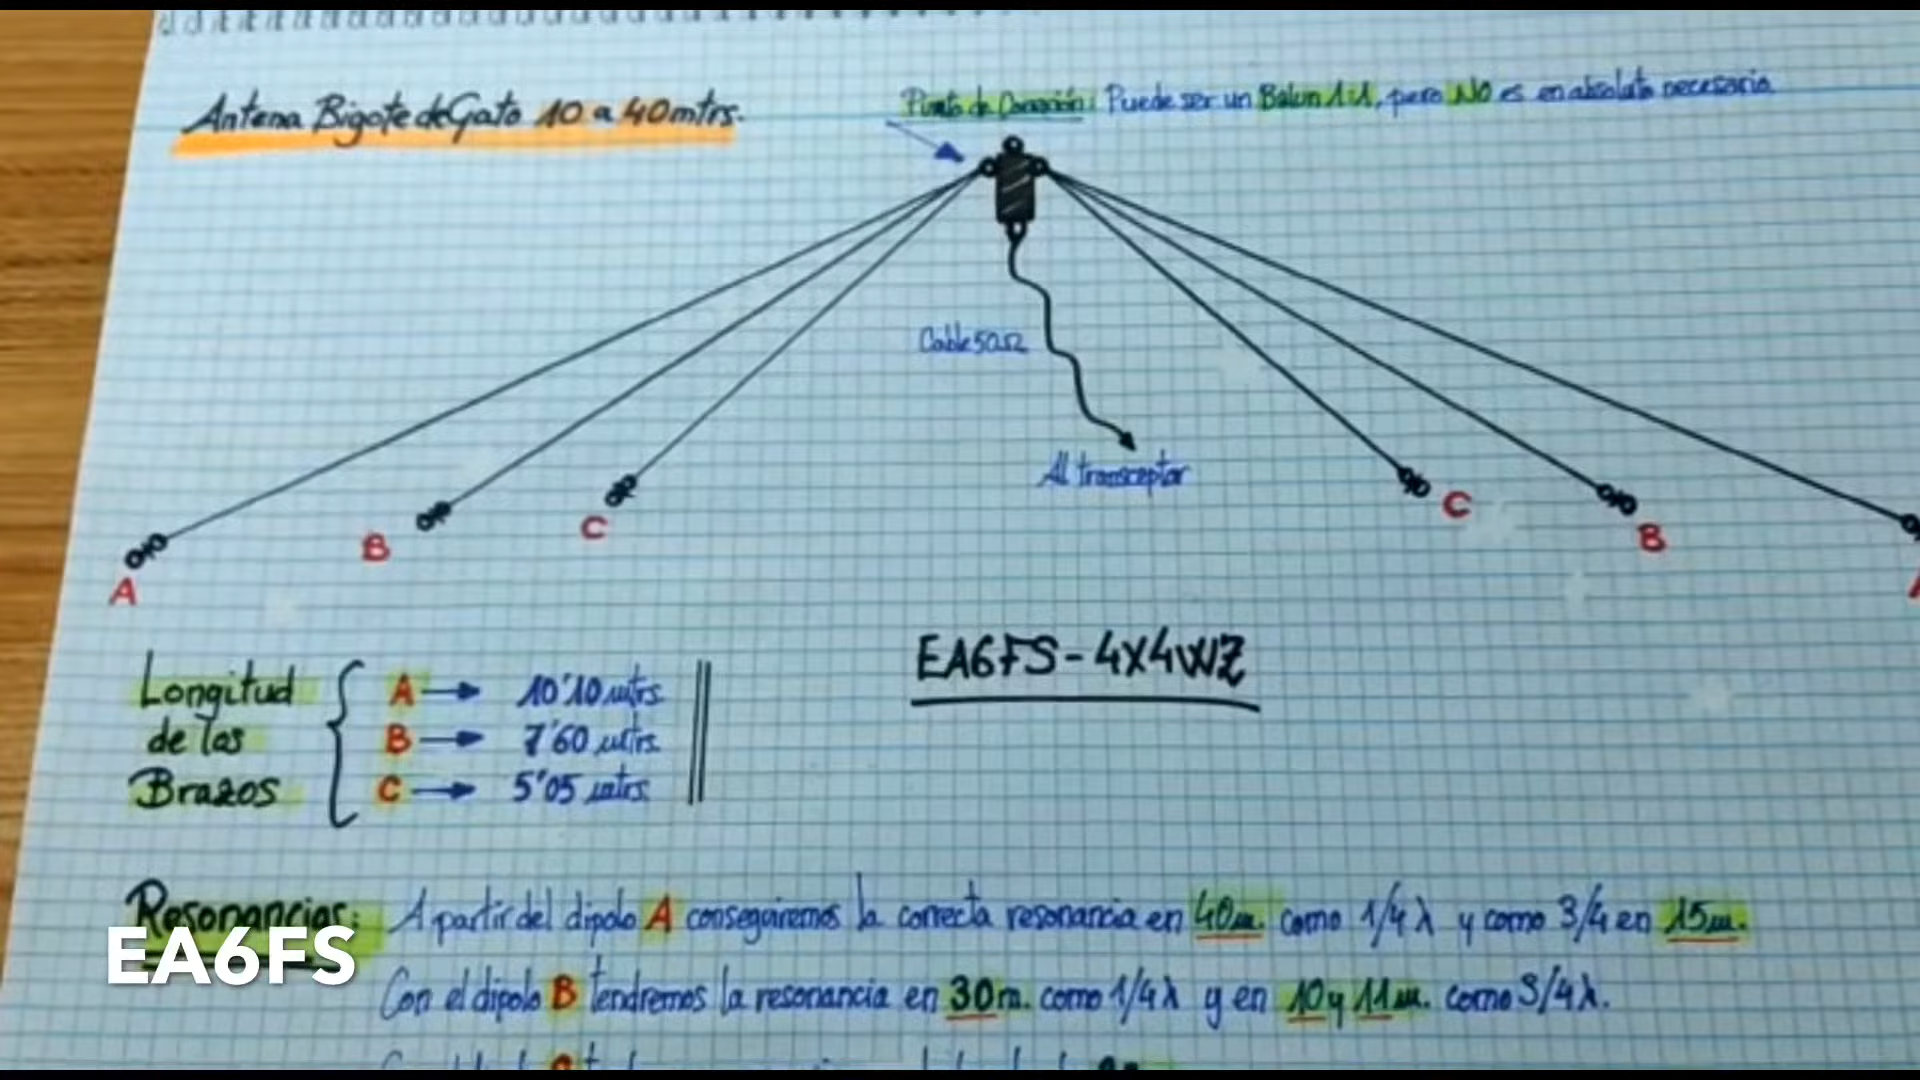 Antena Bigote de Gato 10 a 40 mtrs.
Punto de Conexión: Puede ser un Balun 1:1, pero NO es en absoluto necesario
Cable 50Ω
Al transceptor
A
B
C
C
B
EA6FS - 4X4WZ
Longitud de los Brazos
A → 10'10 mtrs.
B → 7'60 mtrs.
C → 5'05 mtrs.
Resonancias: A partir del dipolo A conseguiremos la correcta resonancia en 40m. como 1/4 λ y como 3/4 en 15m.
Con el dipolo B tendremos la resonancia en 30m. como 1/4 λ y en 10 y 11m. como 3/4 λ.
EA6FS